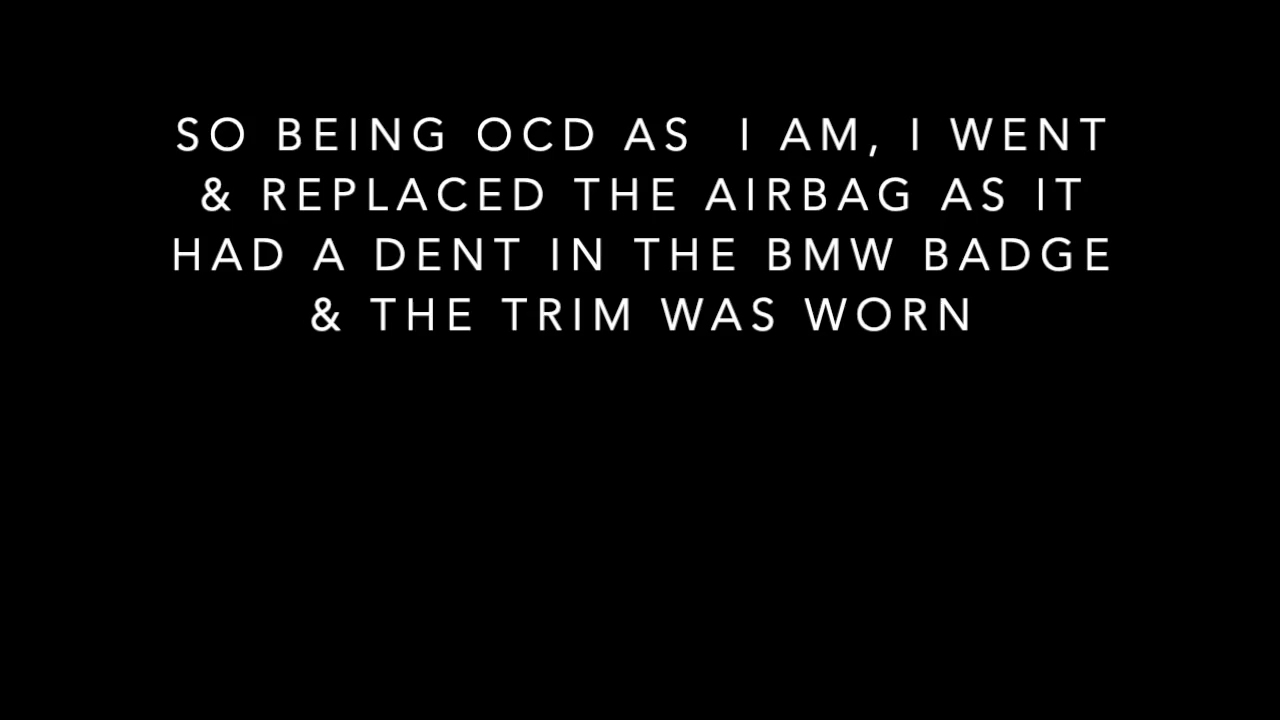 SO BEING OCD AS  I AM, I WENT
& REPLACED THE AIRBAG AS IT
HAD A DENT IN THE BMW BADGE
& THE TRIM WAS WORN